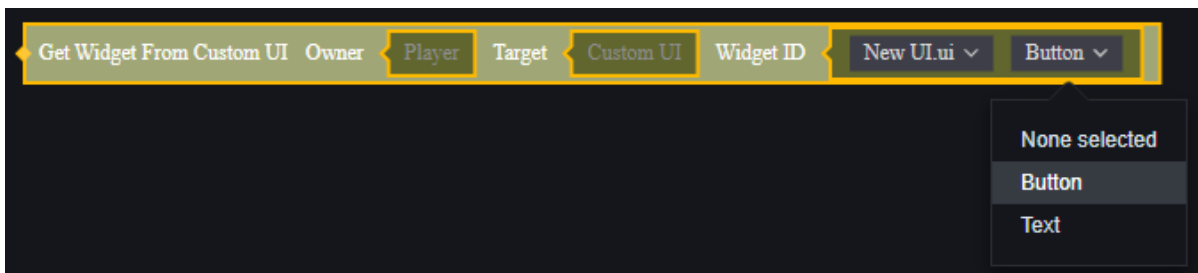 Get Widget From Custom UI Owner Player Target Custom UI Widget ID New UI.ui Button
None selected
Button
Text